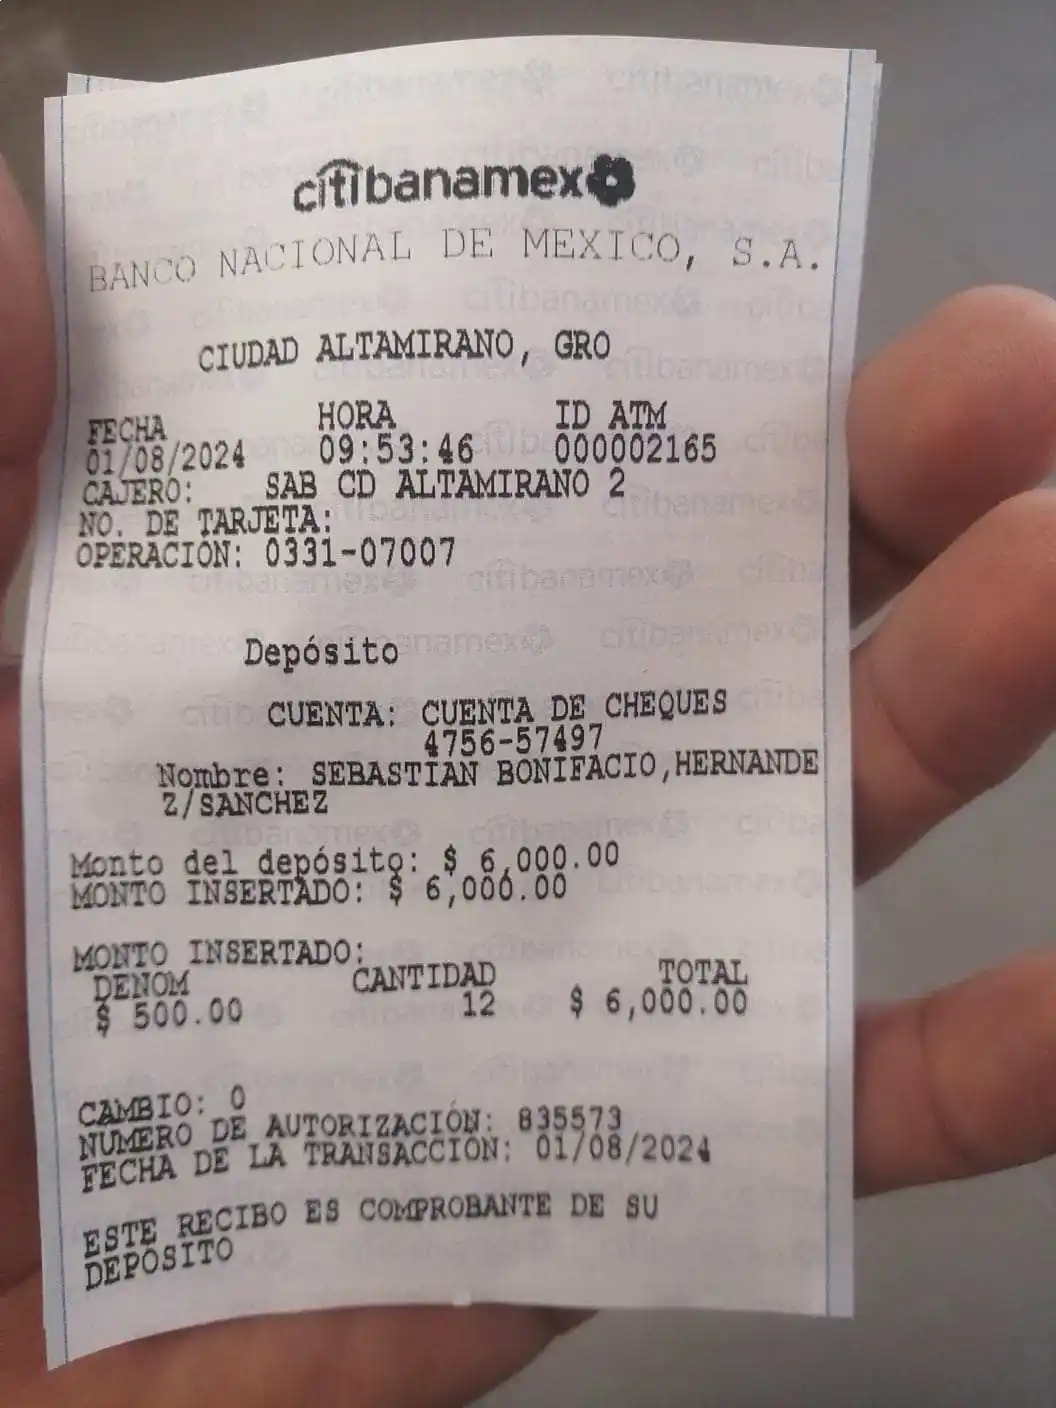 citibanamex
BANCO NACIONAL DE MEXICO, S.A.
CIUDAD ALTAMIRANO, GRO
FECHA HORA ID ATM
01/08/2024 09:53:46 000002165
CAJERO: SAB CD ALTAMIRANO 2
NO. DE TARJETA:
OPERACIÓN: 0331-07007
Depósito
CUENTA: CUENTA DE CHEQUES
4756-57497
Nombre: SEBASTIAN BONIFACIO,HERNANDE
Z/SANCHEZ
Monto del depósito: $ 6,000.00
MONTO INSERTADO: $ 6,000.00
MONTO INSERTADO:
DENOM CANTIDAD TOTAL
$ 500.00 12 $ 6,000.00
CAMBIO: 0
NUMERO DE AUTORIZACIÓN: 835573
FECHA DE LA TRANSACCIÓN: 01/08/2024
ESTE RECIBO ES COMPROBANTE DE SU
DEPÓSITO